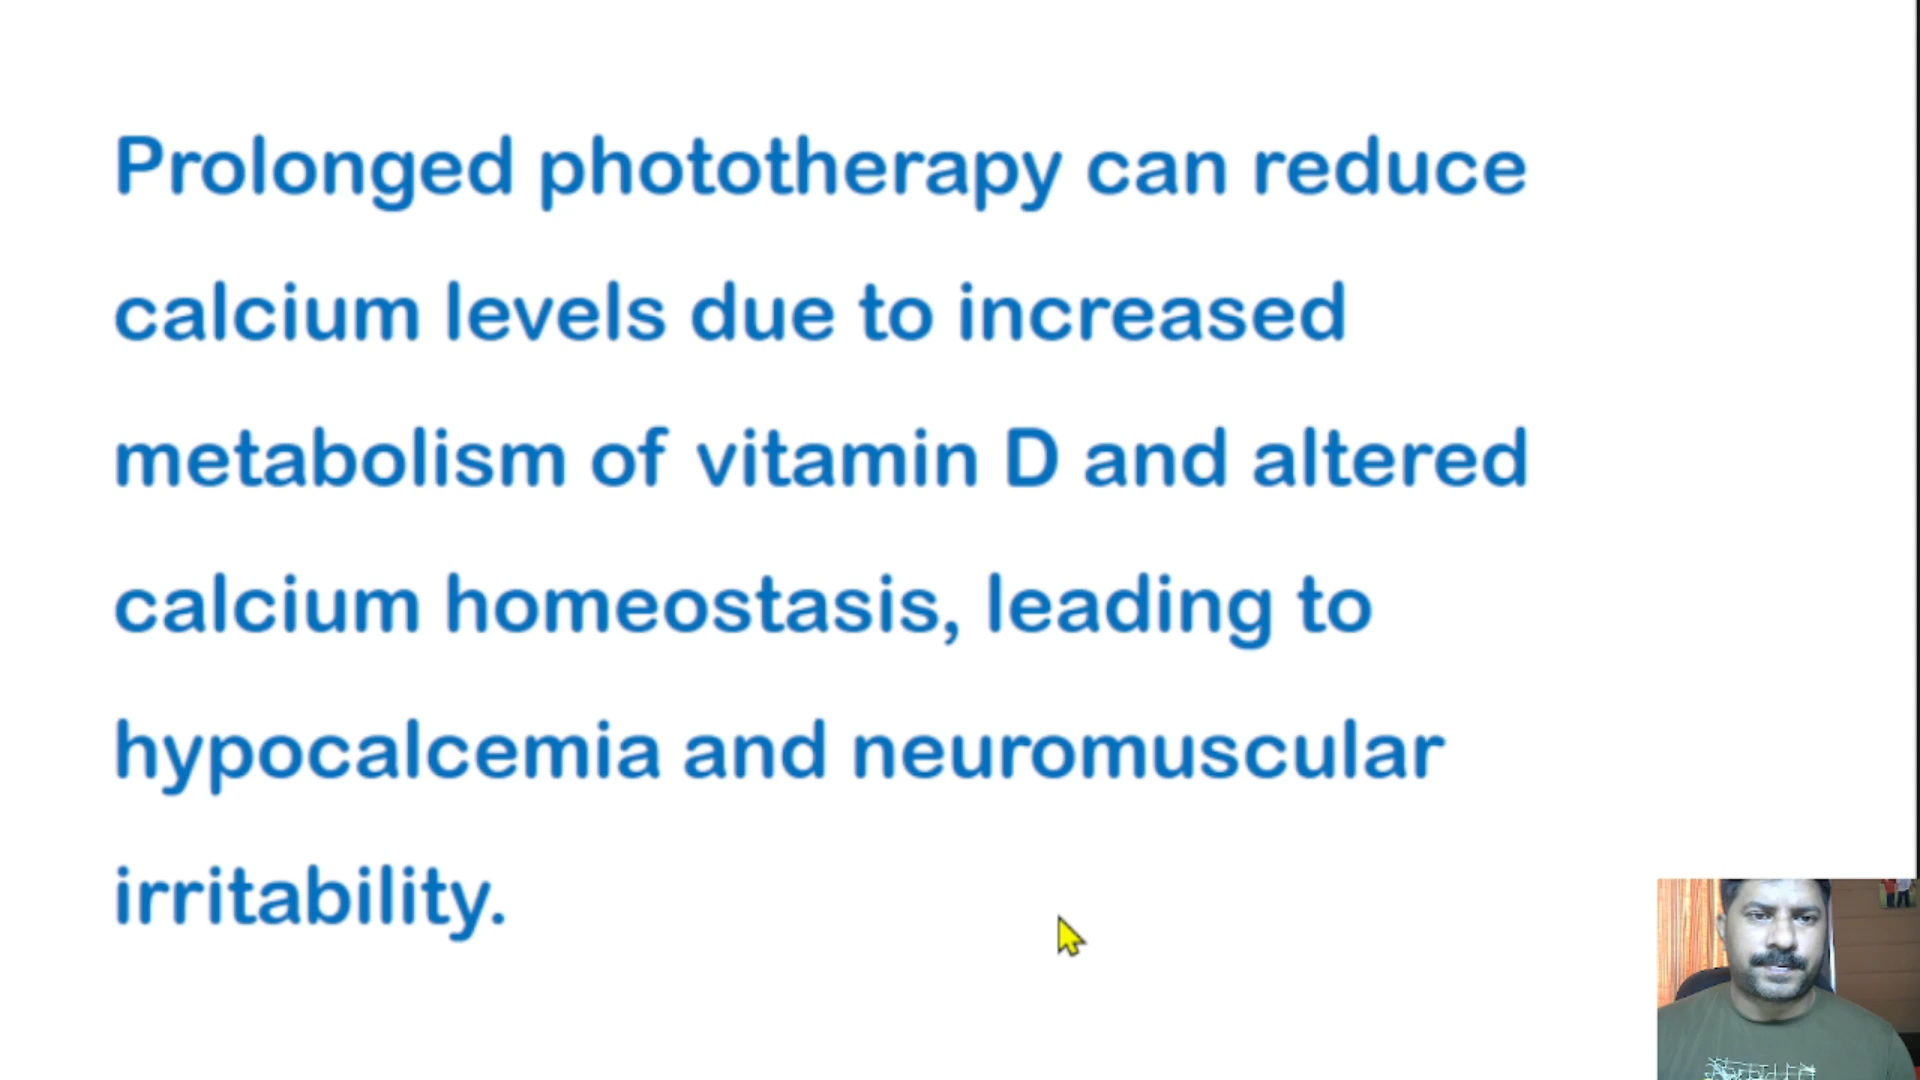 Prolonged phototherapy can reduce
calcium levels due to increased
metabolism of vitamin D and altered
calcium homeostasis, leading to
hypocalcemia and neuromuscular
irritability.